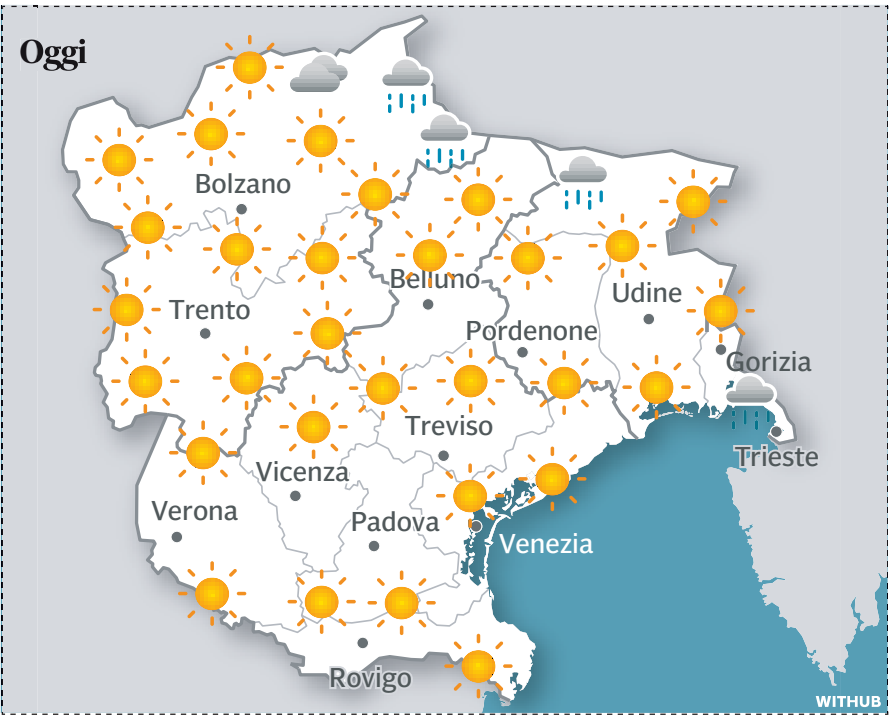 Oggi
Bolzano
Belluno
Udine
Trento
Pordenone
Gorizia
Treviso
Trieste
Vicenza
Verona
Padova
Venezia
Rovigo
WITHUB